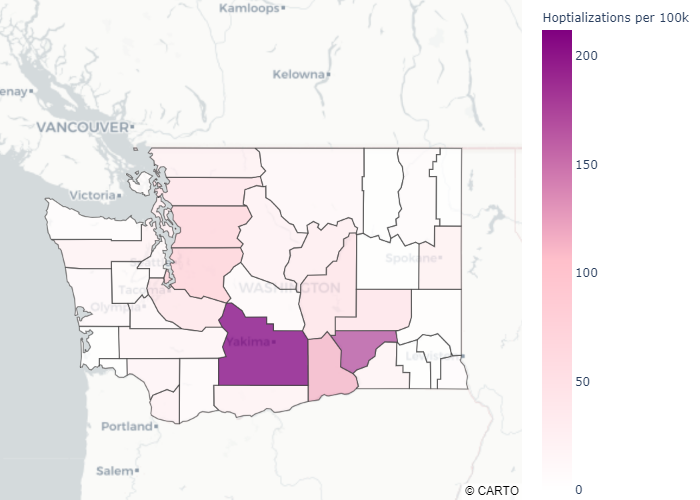 Kamloops
Hoptializations per 100k
200
Kelowna
enay
VANCOUVER
150
Victoria
Spokane
Seattle
100
WASHINGTON
Tacoma
Olympia
Yakima
50
Portland
Salem
© CARTO
0